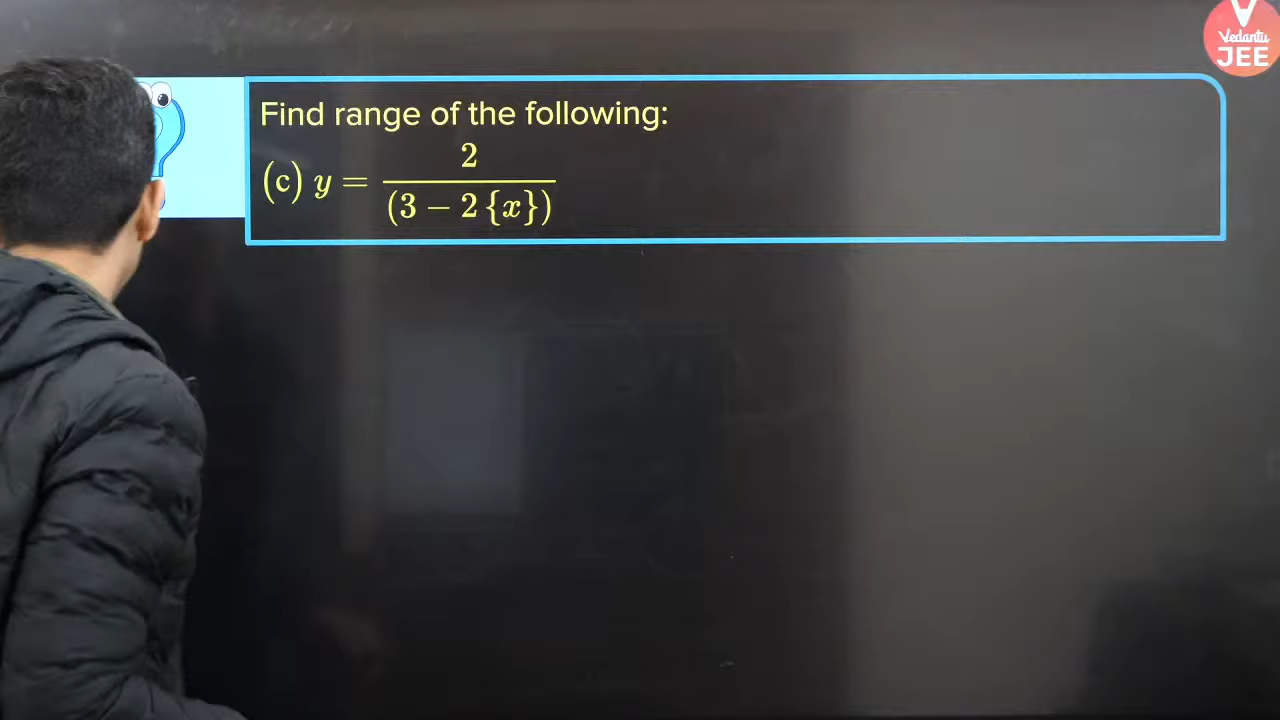 Vedantu
JEE
Find range of the following:
(c) y = 2 / (3 − 2 {x})